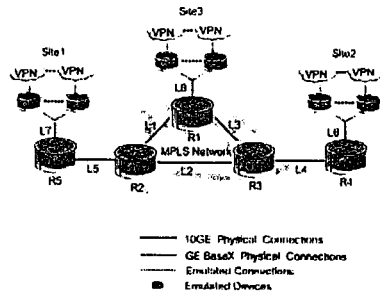 Site3
VPN VPN
Site1
VPN VPN
Site2
VPN VPN
L8
L7
L6
L1
R1
L3
MPLS Network
R5
L5
R2
L2
R3
L4
R4
10GE Physical Connections
GE BaseX Physical Connections
Emulated Connections
Emulated Devices